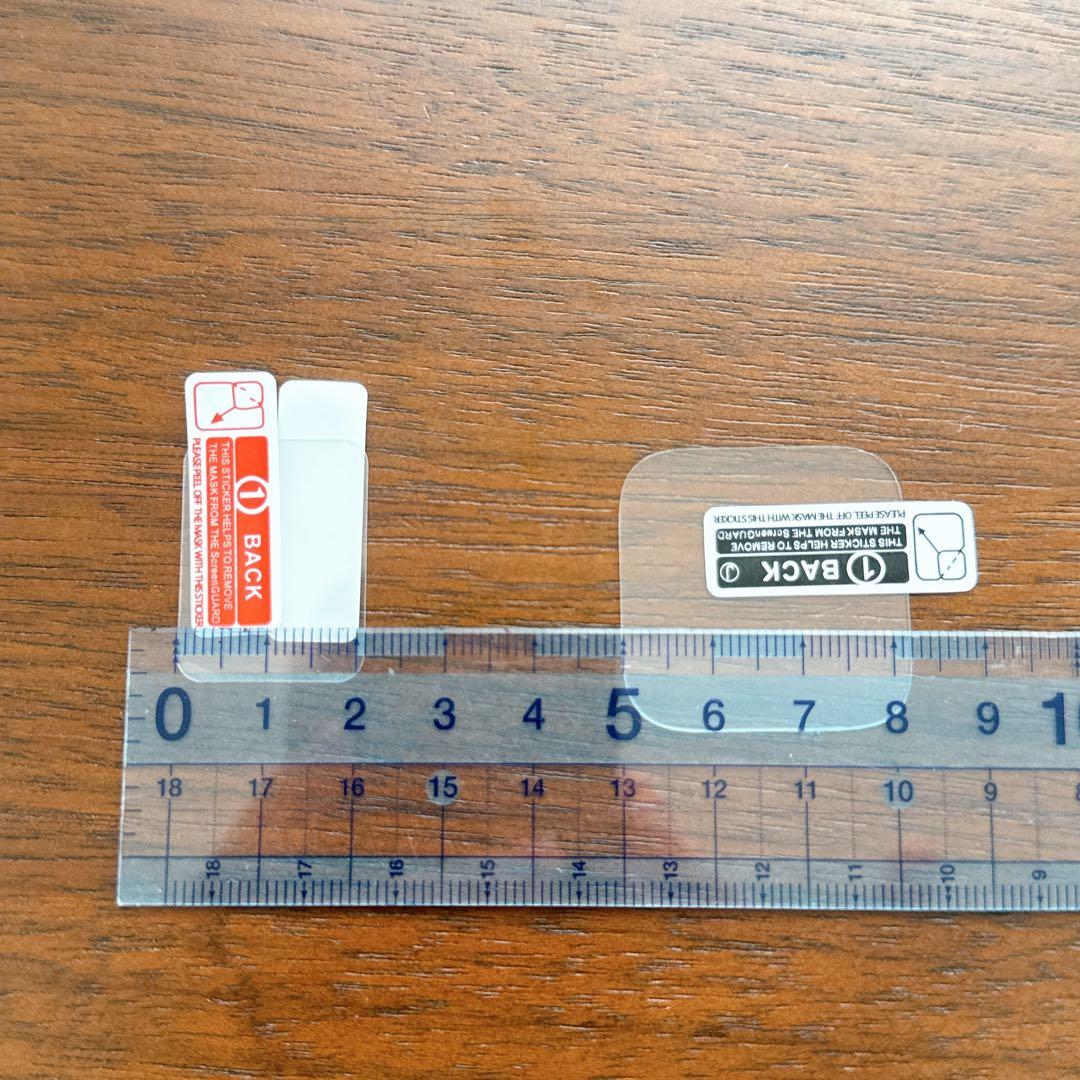 ① BACK
THIS STICKER HELPS TO REMOVE
THE MASK FROM THE ScreenGUARD
PLEASE PEEL OFF THE MASK WITH THIS STICKER
① BACK J
THIS STICKER HELPS TO REMOVE
THE MASK FROM THE ScreenGUARD
PLEASE PEEL OFF THE MASK WITH THIS STICKER
0 1 2 3 4 5 6 7 8 9
18 17 16 15 14 13 12 11 10 9
18 17 16 15 14 13 12 11 10 9